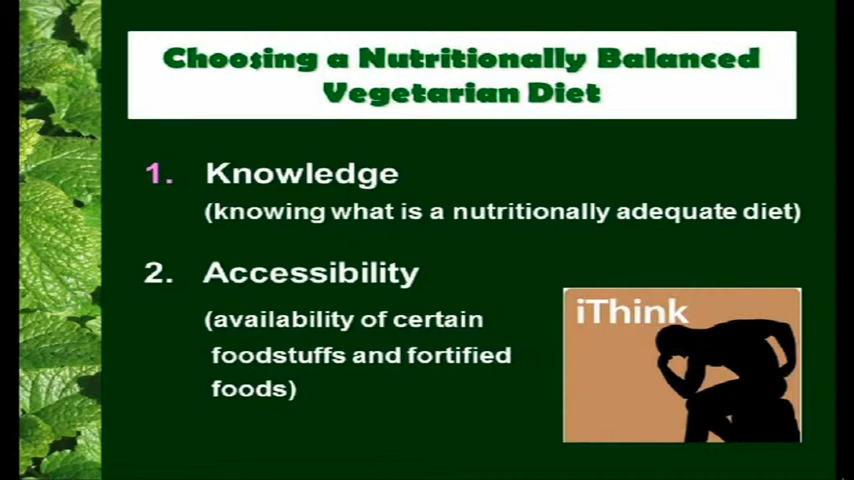 Choosing a Nutritionally Balanced
Vegetarian Diet
1. Knowledge
(knowing what is a nutritionally adequate diet)
2. Accessibility
(availability of certain
foodstuffs and fortified
foods)
iThink